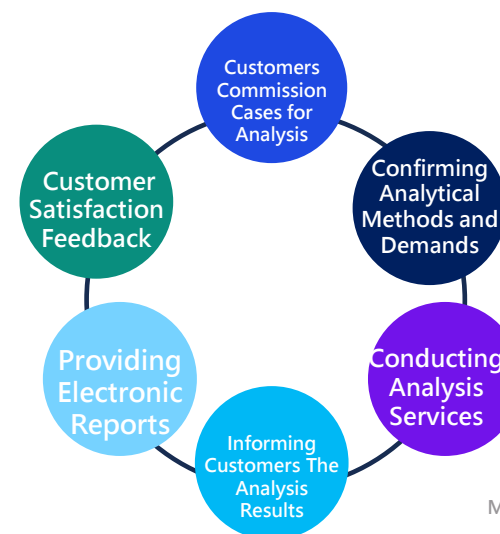 Customers
Commission
Cases for
Analysis
Confirming
Analytical
Methods and
Demands
Conducting
Analysis
Services
Informing
Customers The
Analysis
Results
Providing
Electronic
Reports
Customer
Satisfaction
Feedback
M